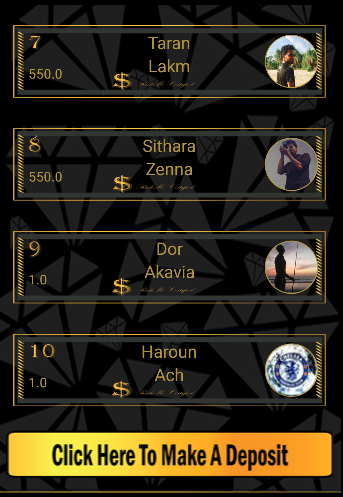 7
Taran
Lakm
550.0
$
8
Sithara
Zenna
550.0
$
9
Dor
Akavia
1.0
$
10
Haroun
Ach
1.0
$
CHELSEA
Click Here To Make A Deposit